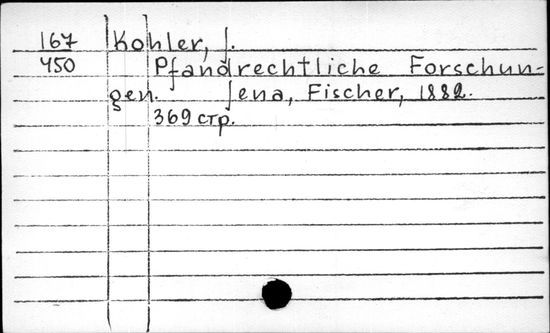 167 Kohler, J.
450 Pfandrechtliche Forschun-
gen. Jena, Fischer, 1882.
369 стр.